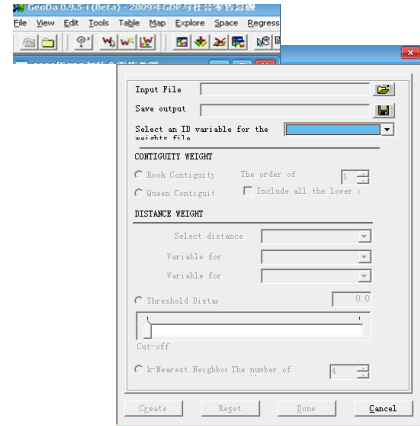 GeoDa 0.9.5-i (Beta) - 2009年GDP与社会零售总额
File View Edit Tools Table Map Explore Space Regress
Input File
Save output
Select an ID variable for the
weights file
CONTIGUITY WEIGHT
Rook Contiguity The order of 1
Queen Contiguit Include all the lower
DISTANCE WEIGHT
Select distance
Variable for
Variable for
Threshold Distan 0.0
Cut-off
k-Nearest Neighbo The number of 4
Create Reset Done Cancel